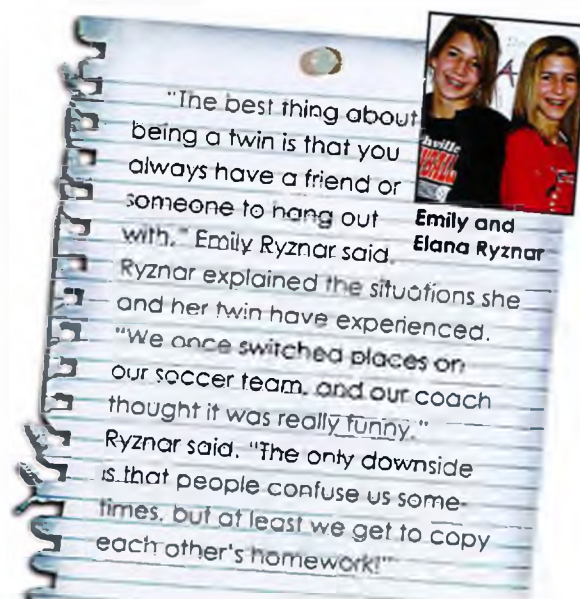 "The best thing about
being a twin is that you
always have a friend or
someone to hang out
with," Emily Ryznar said.
Ryznar explained the situations she
and her twin have experienced.
"We once switched places on
our soccer team, and our coach
thought it was really funny,"
Ryznar said. "The only downside
is that people confuse us some-
times, but at least we get to copy
each other's homework!"
Emily and
Elana Ryznar